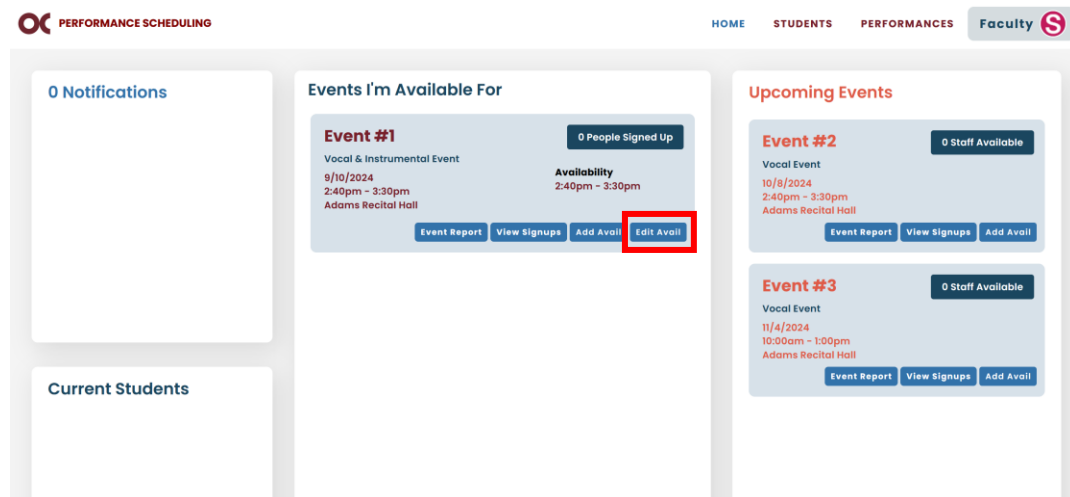 OC PERFORMANCE SCHEDULING
HOME STUDENTS PERFORMANCES Faculty S
0 Notifications
Current Students
Events I'm Available For
Event #1
0 People Signed Up
Vocal & Instrumental Event
9/10/2024
2:40pm - 3:30pm
Adams Recital Hall
Availability
2:40pm - 3:30pm
Event Report View Signups Add Avail Edit Avail
Upcoming Events
Event #2
0 Staff Available
Vocal Event
10/8/2024
2:40pm - 3:30pm
Adams Recital Hall
Event Report View Signups Add Avail
Event #3
0 Staff Available
Vocal Event
11/4/2024
10:00am - 1:00pm
Adams Recital Hall
Event Report View Signups Add Avail